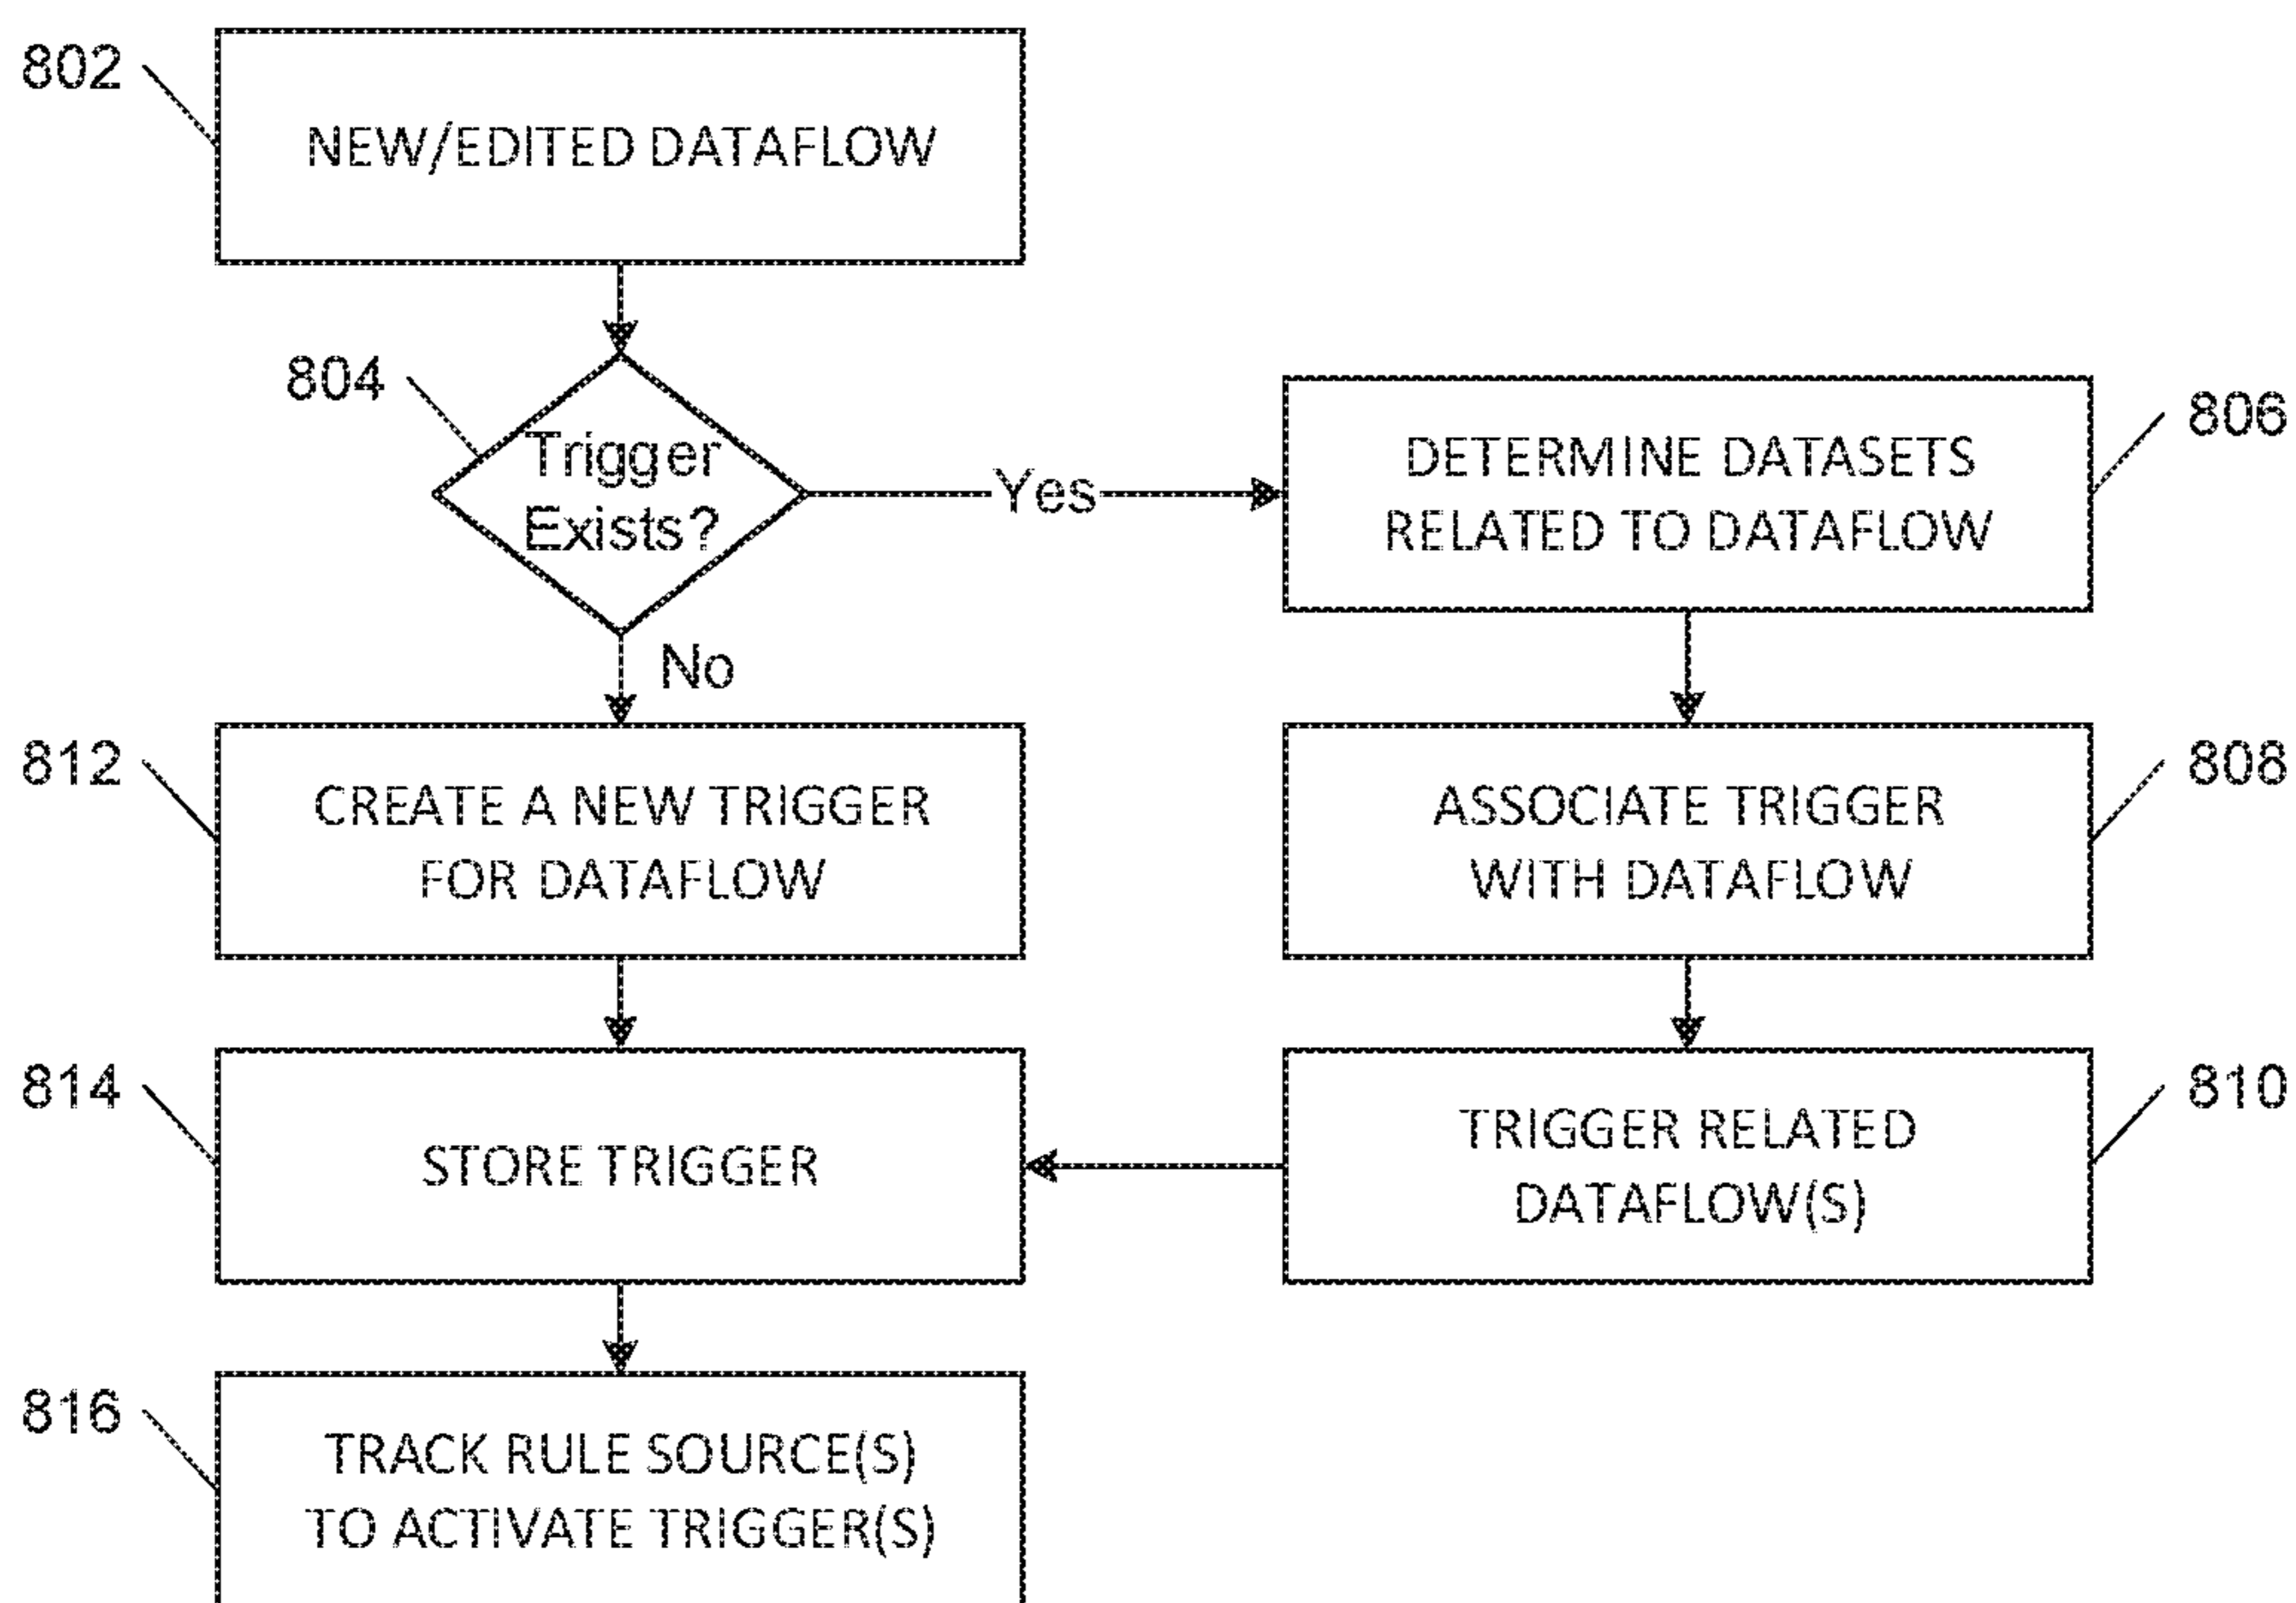 802
NEW/EDITED DATAFLOW
804
Trigger
Exists?
Yes
DETERMINE DATASETS
RELATED TO DATAFLOW
806
No
812
CREATE A NEW TRIGGER
FOR DATAFLOW
ASSOCIATE TRIGGER
WITH DATAFLOW
808
814
STORE TRIGGER
TRIGGER RELATED
DATAFLOW(S)
810
816
TRACK RULE SOURCE(S)
TO ACTIVATE TRIGGER(S)